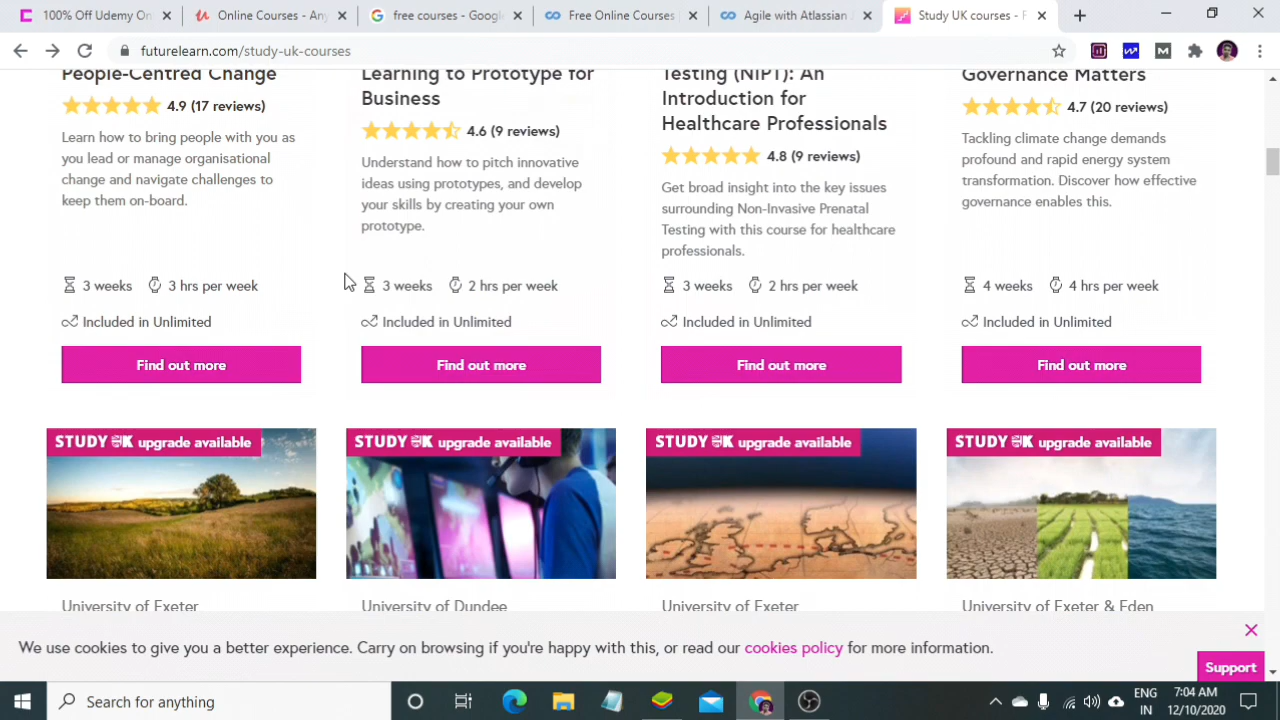 100% Off Udemy On
Online Courses - Any
free courses - Google
Free Online Courses
Agile with Atlassian
Study UK courses - F
futurelearn.com/study-uk-courses
People-Centred Change
★★★★★ 4.9 (17 reviews)
Learn how to bring people with you as
you lead or manage organisational
change and navigate challenges to
keep them on-board.
3 weeks 3 hrs per week
Included in Unlimited
Find out more
Learning to Prototype for
Business
4.6 (9 reviews)
Understand how to pitch innovative
ideas using prototypes, and develop
your skills by creating your own
prototype.
3 weeks 2 hrs per week
Included in Unlimited
Find out more
Testing (NIPT): An
Introduction for
Healthcare Professionals
4.8 (9 reviews)
Get broad insight into the key issues
surrounding Non-Invasive Prenatal
Testing with this course for healthcare
professionals.
3 weeks 2 hrs per week
Included in Unlimited
Find out more
Governance Matters
4.7 (20 reviews)
Tackling climate change demands
profound and rapid energy system
transformation. Discover how effective
governance enables this.
4 weeks 4 hrs per week
Included in Unlimited
Find out more
STUDY UK upgrade available
STUDY UK upgrade available
STUDY UK upgrade available
STUDY UK upgrade available
University of Exeter
University of Dundee
University of Exeter
University of Exeter & Eden
We use cookies to give you a better experience. Carry on browsing if you're happy with this, or read our cookies policy for more information.
Support
Search for anything
ENG
IN
7:04 AM
12/10/2020